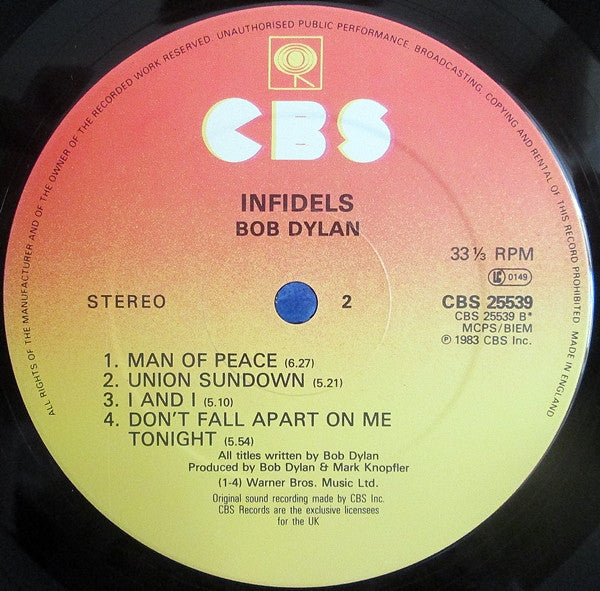 ALL RIGHTS OF THE MANUFACTURER AND OF THE OWNER OF THE RECORDED WORK RESERVED. UNAUTHORISED PUBLIC PERFORMANCE, BROADCASTING, COPYING AND RENTAL OF THIS RECORD PROHIBITED MADE IN ENGLAND
CBS
INFIDELS
BOB DYLAN
33 ⅓ RPM
LC 0149
STEREO
2
CBS 25539
CBS 25539 B*
MCPS/BIEM
℗ 1983 CBS Inc.
1. MAN OF PEACE (6.27)
2. UNION SUNDOWN (5.21)
3. I AND I (5.10)
4. DON'T FALL APART ON ME
TONIGHT (5.54)
All titles written by Bob Dylan
Produced by Bob Dylan & Mark Knopfler
(1-4) Warner Bros. Music Ltd.
Original sound recording made by CBS Inc.
CBS Records are the exclusive licensees
for the UK